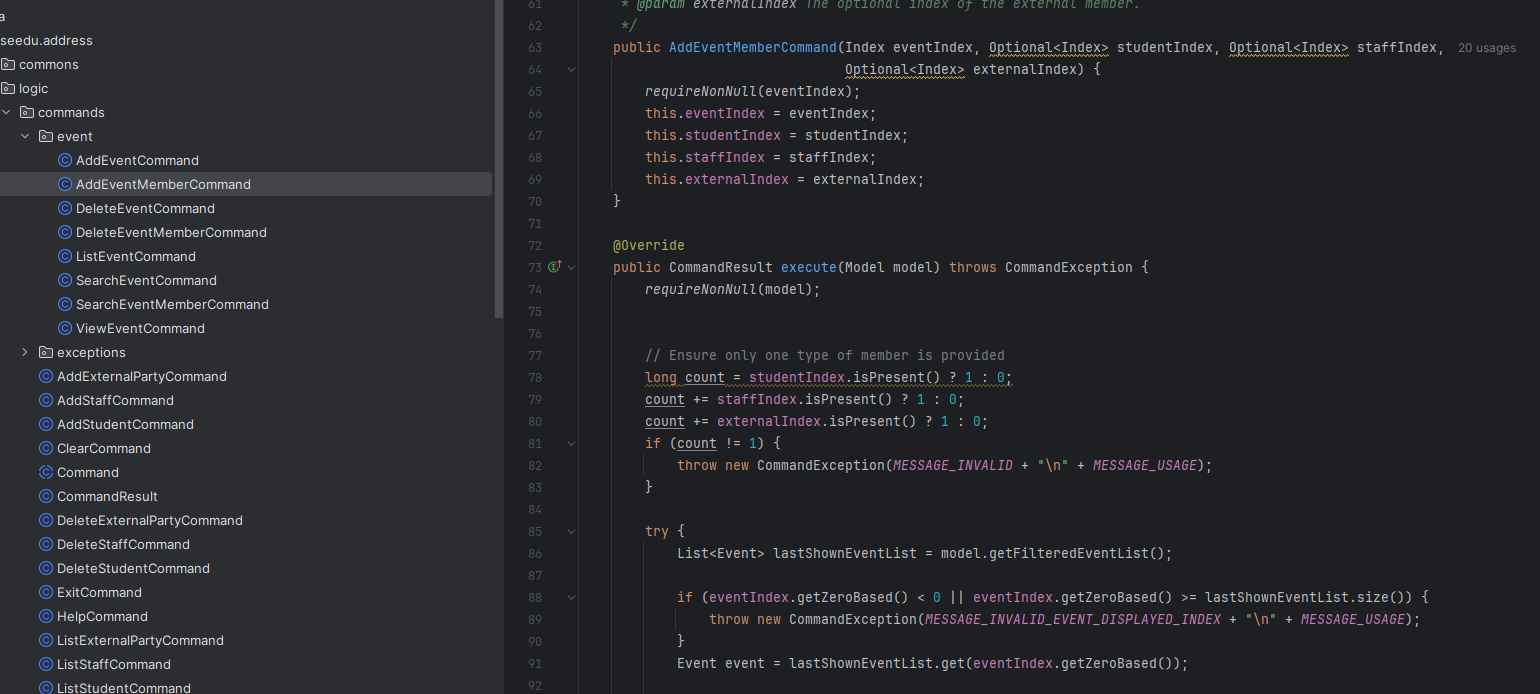 a
seedu.address
commons
logic
commands
event
AddEventCommand
AddEventMemberCommand
DeleteEventCommand
DeleteEventMemberCommand
ListEventCommand
SearchEventCommand
SearchEventMemberCommand
ViewEventCommand
exceptions
AddExternalPartyCommand
AddStaffCommand
AddStudentCommand
ClearCommand
Command
CommandResult
DeleteExternalPartyCommand
DeleteStaffCommand
DeleteStudentCommand
ExitCommand
HelpCommand
ListExternalPartyCommand
ListStaffCommand
ListStudentCommand
61 * @param externalIndex The optional index of the external member.
62 */
63 public AddEventMemberCommand(Index eventIndex, Optional<Index> studentIndex, Optional<Index> staffIndex, 20 usages
64 Optional<Index> externalIndex) {
65 requireNonNull(eventIndex);
66 this.eventIndex = eventIndex;
67 this.studentIndex = studentIndex;
68 this.staffIndex = staffIndex;
69 this.externalIndex = externalIndex;
70 }
71
72 @Override
73 public CommandResult execute(Model model) throws CommandException {
74 requireNonNull(model);
75
76
77 // Ensure only one type of member is provided
78 long count = studentIndex.isPresent() ? 1 : 0;
79 count += staffIndex.isPresent() ? 1 : 0;
80 count += externalIndex.isPresent() ? 1 : 0;
81 if (count != 1) {
82 throw new CommandException(MESSAGE_INVALID + "\n" + MESSAGE_USAGE);
83 }
84
85 try {
86 List<Event> lastShownEventList = model.getFilteredEventList();
87
88 if (eventIndex.getZeroBased() < 0 || eventIndex.getZeroBased() >= lastShownEventList.size()) {
89 throw new CommandException(MESSAGE_INVALID_EVENT_DISPLAYED_INDEX + "\n" + MESSAGE_USAGE);
90 }
91 Event event = lastShownEventList.get(eventIndex.getZeroBased());
92